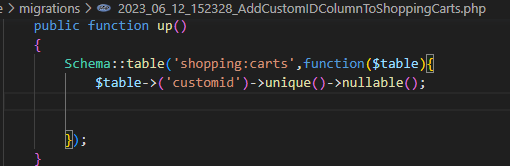 e > migrations > 2023_06_12_152328_AddCustomIDColumnToShoppingCarts.php
public function up()
{
Schema::table('shopping:carts',function($table){
$table->('customid')->unique()->nullable();
});
}